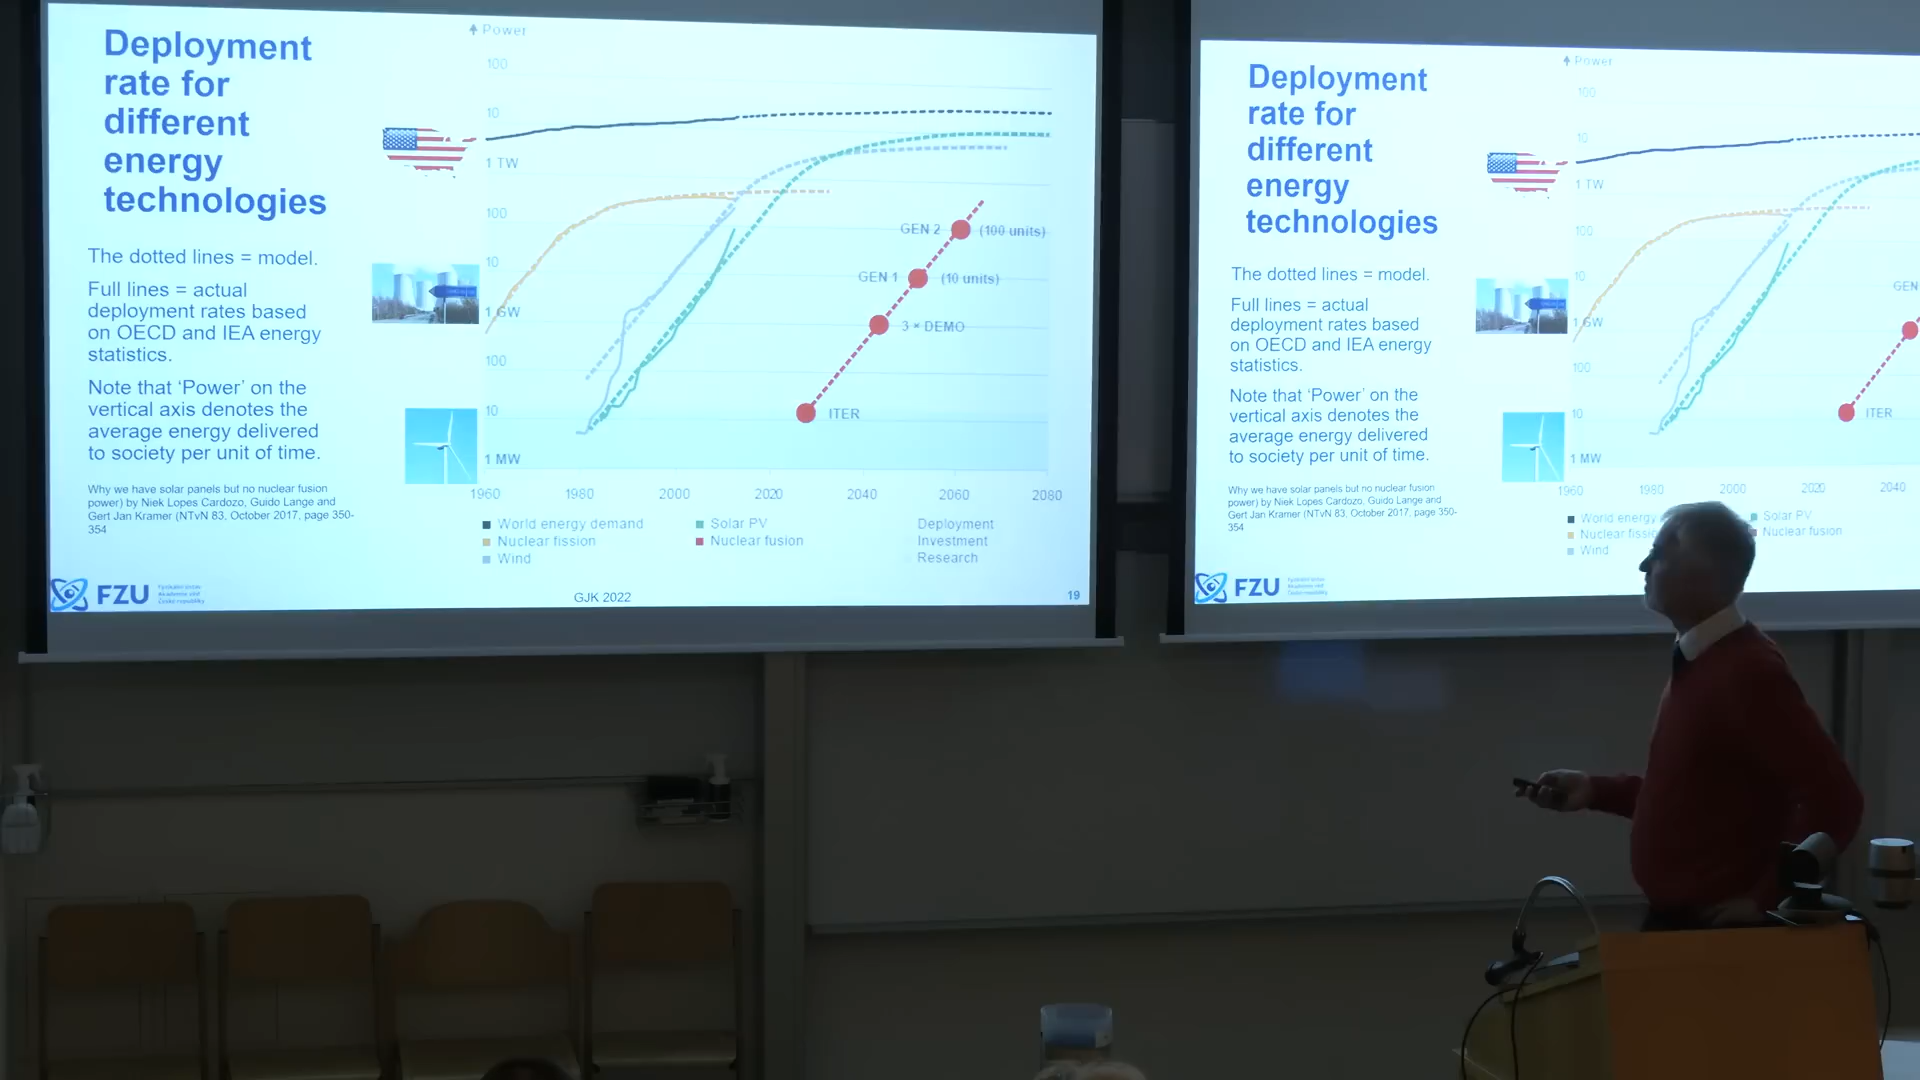 Deployment
rate for
different
energy
technologies
The dotted lines = model.
Full lines = actual
deployment rates based
on OECD and IEA energy
statistics.
Note that ‘Power’ on the
vertical axis denotes the
average energy delivered
to society per unit of time.
Why we have solar panels but no nuclear fusion
power) by Niek Lopes Cardozo, Guido Lange and
Gert Jan Kramer (NTvN 83, October 2017, page 350-
354
FZU
Power
100
10
1 TW
100
10
1 GW
100
10
1 MW
1960 1980 2000 2020 2040 2060 2080
GEN 2 (100 units)
GEN 1 (10 units)
3 × DEMO
ITER
World energy demand
Nuclear fission
Wind
Solar PV
Nuclear fusion
Deployment
Investment
Research
GJK 2022
19
Deployment
rate for
different
energy
technologies
The dotted lines = model.
Full lines = actual
deployment rates based
on OECD and IEA energy
statistics.
Note that ‘Power’ on the
vertical axis denotes the
average energy delivered
to society per unit of time.
Why we have solar panels but no nuclear fusion
power) by Niek Lopes Cardozo, Guido Lange and
Gert Jan Kramer (NTvN 83, October 2017, page 350-
354
FZU
Power
100
10
1 TW
100
10
1 GW
100
10
1 MW
1960 1980 2000 2020 2040
GEN
ITER
World energy
Nuclear
Wind
Solar PV
Nuclear fusion